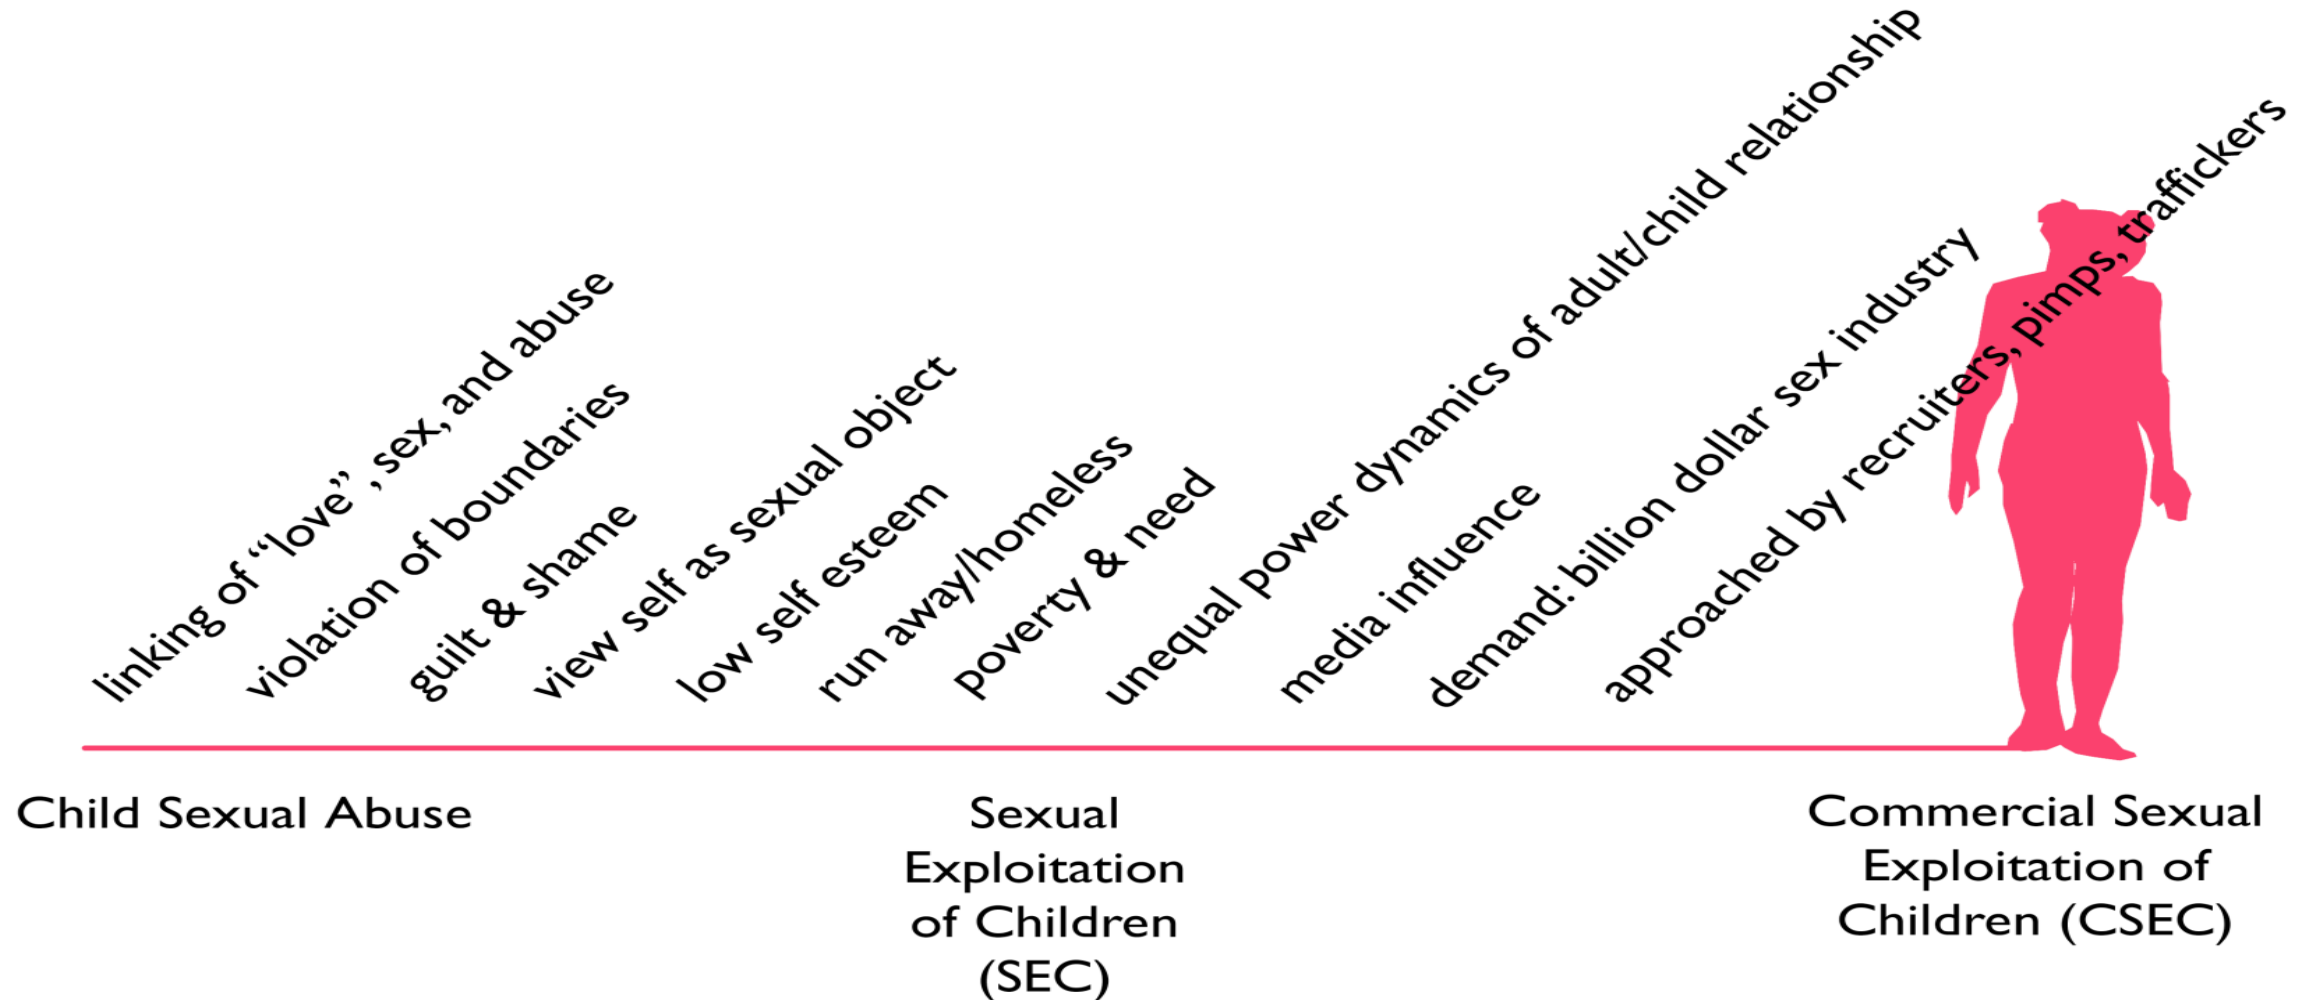 linking of “love”, sex, and abuse
violation of boundaries
guilt & shame
view self as sexual object
low self esteem
run away/homeless
poverty & need
unequal power dynamics of adult/child relationship
media influence
demand: billion dollar sex industry
approached by recruiters, pimps, traffickers
Child Sexual Abuse
Sexual
Exploitation
of Children
(SEC)
Commercial Sexual
Exploitation of
Children (CSEC)